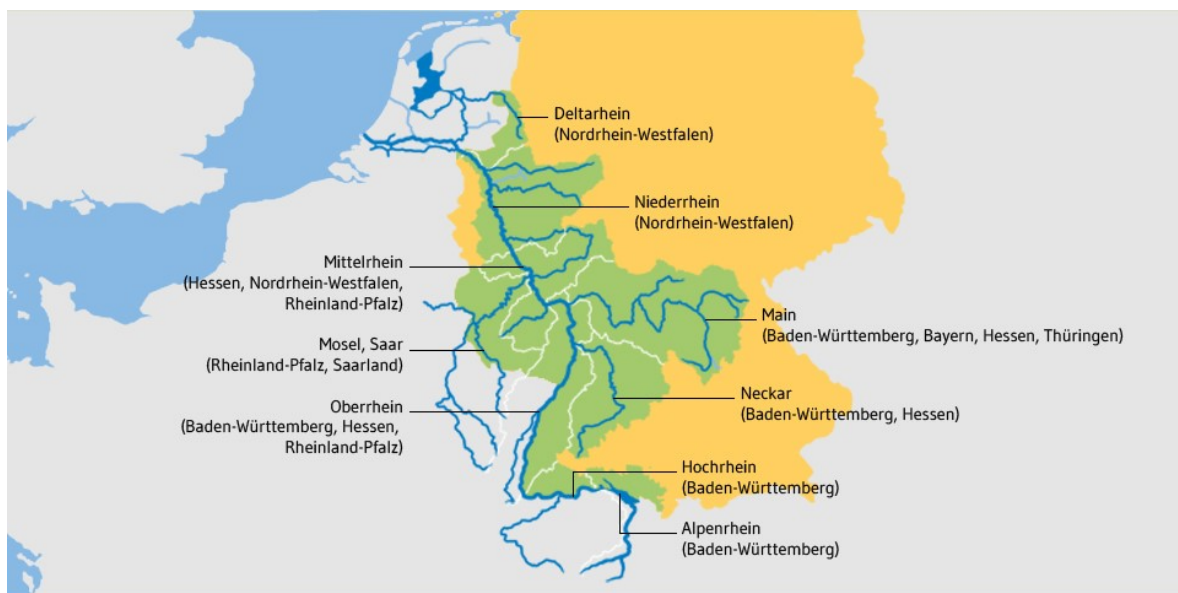 Deltarhein
(Nordrhein-Westfalen)
Niederrhein
(Nordrhein-Westfalen)
Mittelrhein
(Hessen, Nordrhein-Westfalen,
Rheinland-Pfalz)
Main
(Baden-Württemberg, Bayern, Hessen, Thüringen)
Mosel, Saar
(Rheinland-Pfalz, Saarland)
Neckar
(Baden-Württemberg, Hessen)
Oberrhein
(Baden-Württemberg, Hessen,
Rheinland-Pfalz)
Hochrhein
(Baden-Württemberg)
Alpenrhein
(Baden-Württemberg)